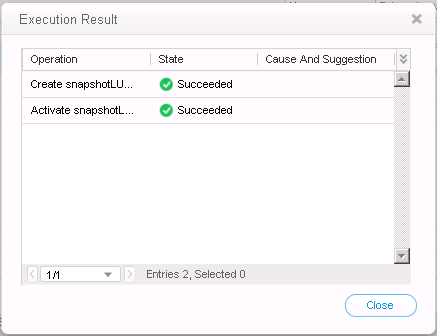 Execution Result
Operation State Cause And Suggestion
Create snapshotLU... Succeeded
Activate snapshotL... Succeeded
1/1 Entries 2, Selected 0
Close